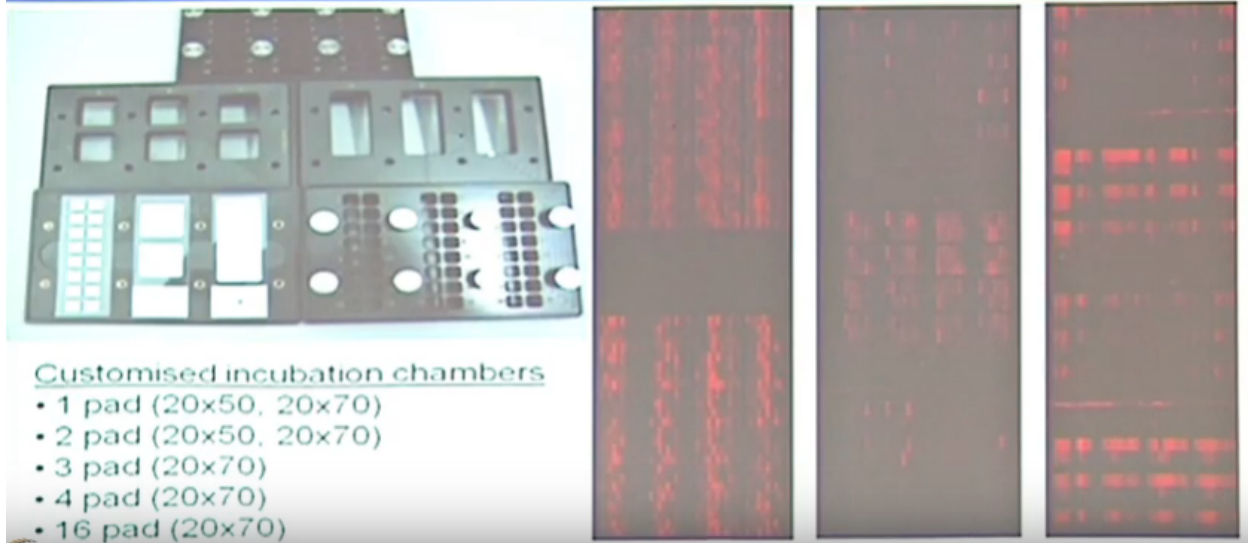 Customised incubation chambers
• 1 pad (20x50, 20x70)
• 2 pad (20x50, 20x70)
• 3 pad (20x70)
• 4 pad (20x70)
• 16 pad (20x70)